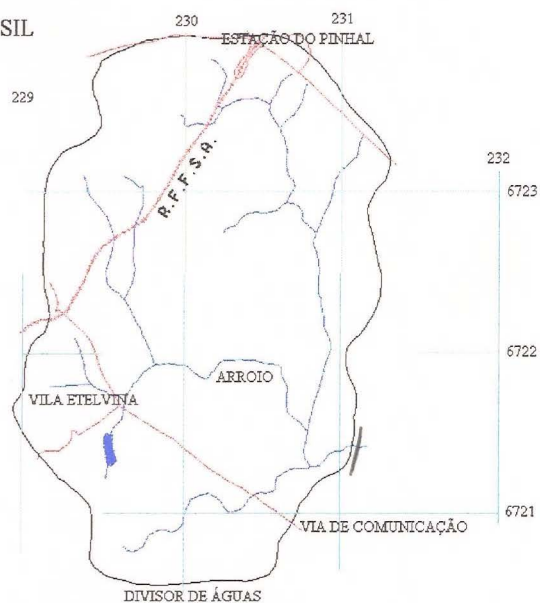 SIL
230
231
ESTAÇÃO DO PINHAL
229
232
R.F.F.S.A.
6723
6722
ARROIO
VILA ETELVINA
6721
VIA DE COMUNICAÇÃO
DIVISOR DE ÁGUAS